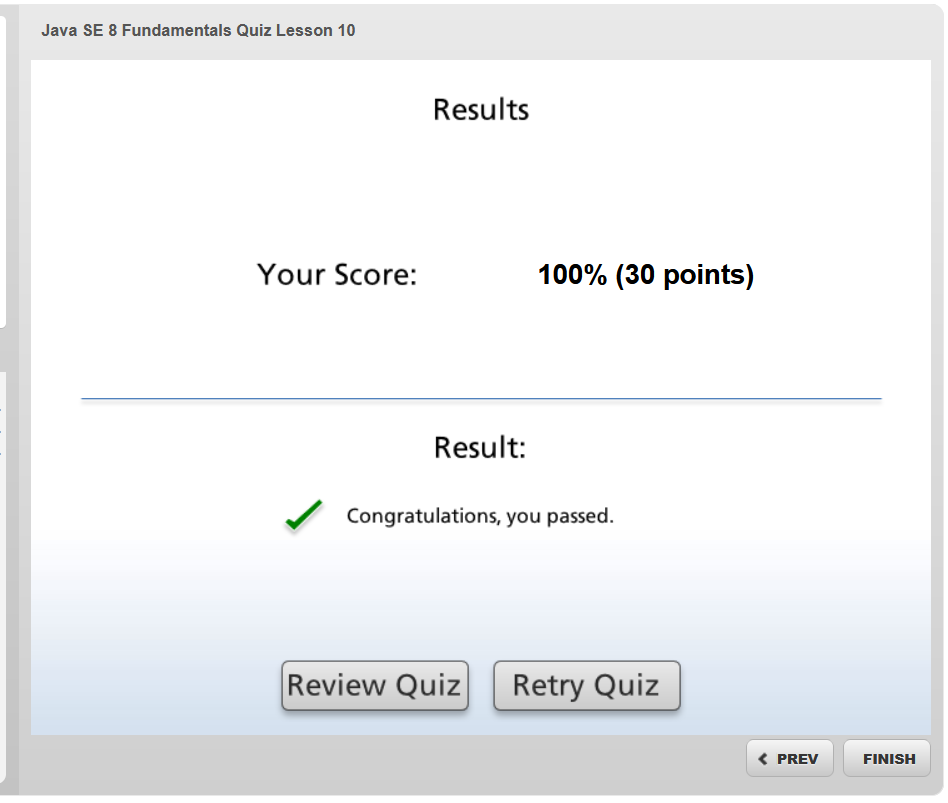 Java SE 8 Fundamentals Quiz Lesson 10
Results
Your Score: 100% (30 points)
Result:
Congratulations, you passed.
Review Quiz Retry Quiz
PREV FINISH